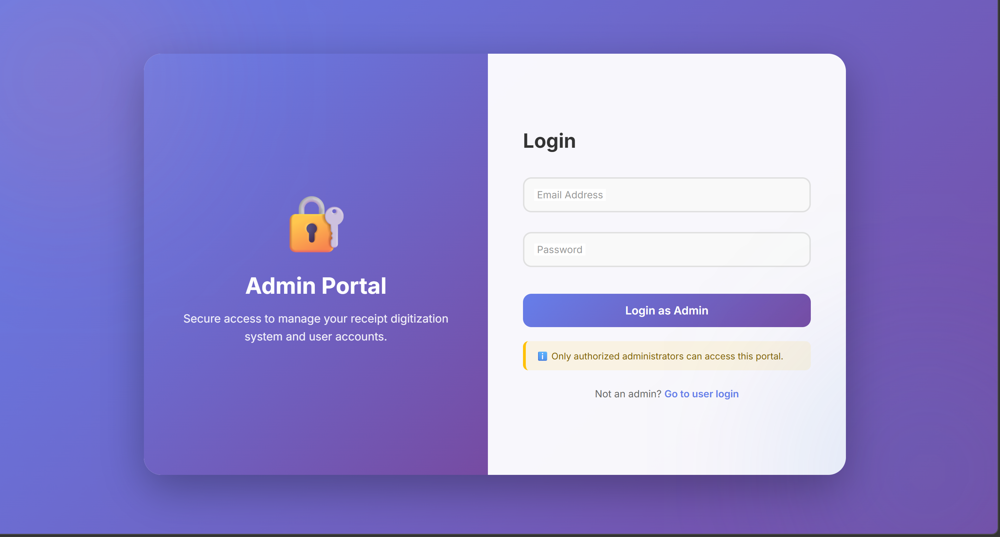 🔐
Admin Portal
Secure access to manage your receipt digitization
system and user accounts.
Login
Email Address
Password
Login as Admin
ℹ️ Only authorized administrators can access this portal.
Not an admin? Go to user login